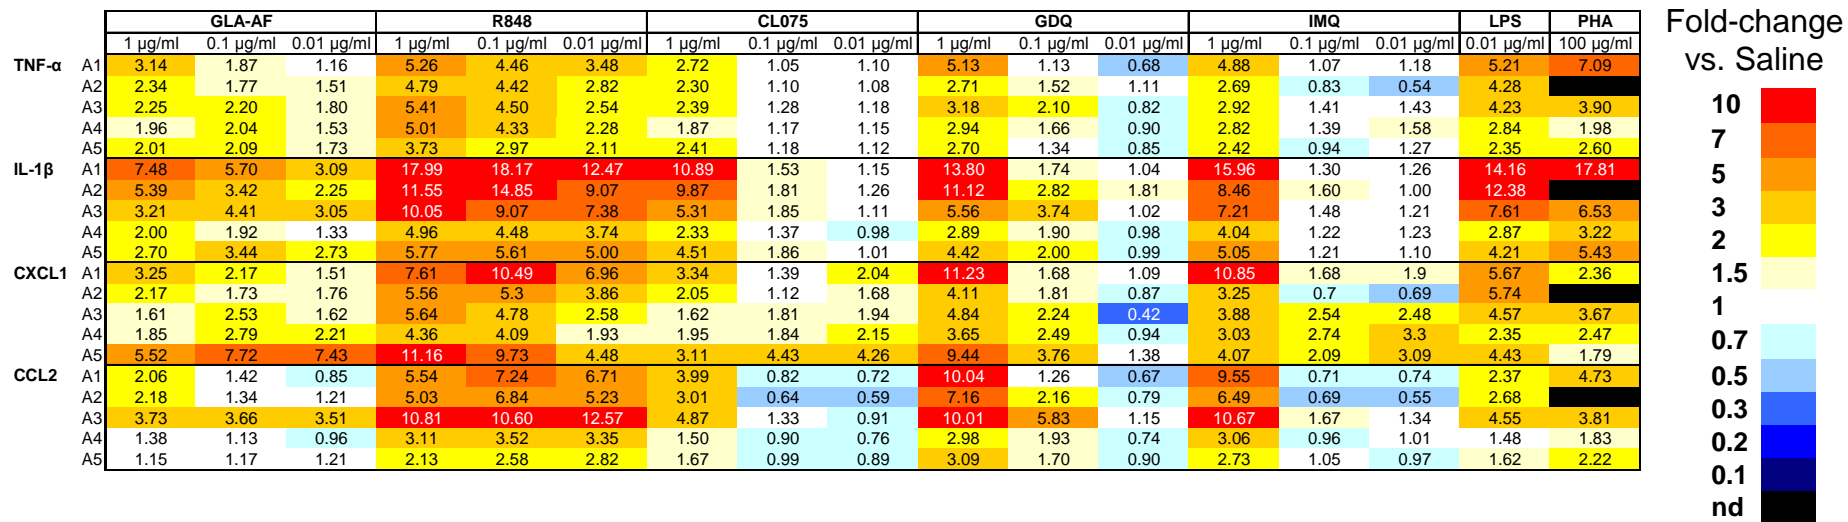 GLA-AF R848 CL075 GDQ IMQ LPS PHA
1 µg/ml 0.1 µg/ml 0.01 µg/ml 1 µg/ml 0.1 µg/ml 0.01 µg/ml 1 µg/ml 0.1 µg/ml 0.01 µg/ml 1 µg/ml 0.1 µg/ml 0.01 µg/ml 1 µg/ml 0.1 µg/ml 0.01 µg/ml 0.01 µg/ml 100 µg/ml
TNF-α A1 3.14 1.87 1.16 5.26 4.46 3.48 2.72 1.05 1.10 5.13 1.13 0.68 4.88 1.07 1.18 5.21 7.09
A2 2.34 1.77 1.51 4.79 4.42 2.82 2.30 1.10 1.08 2.71 1.52 1.11 2.69 0.83 0.54 4.28
A3 2.25 2.20 1.80 5.41 4.50 2.54 2.39 1.28 1.18 3.18 2.10 0.82 2.92 1.41 1.43 4.23 3.90
A4 1.96 2.04 1.53 5.01 4.33 2.28 1.87 1.17 1.15 2.94 1.66 0.90 2.82 1.39 1.58 2.84 1.98
A5 2.01 2.09 1.73 3.73 2.97 2.11 2.41 1.18 1.12 2.70 1.34 0.85 2.42 0.94 1.27 2.35 2.60
IL-1β A1 7.48 5.70 3.09 17.99 18.17 12.47 10.89 1.53 1.15 13.80 1.74 1.04 15.96 1.30 1.26 14.16 17.81
A2 5.39 3.42 2.25 11.55 14.85 9.07 9.87 1.81 1.26 11.12 2.82 1.81 8.46 1.60 1.00 12.38
A3 3.21 4.41 3.05 10.05 9.07 7.38 5.31 1.85 1.11 5.56 3.74 1.02 7.21 1.48 1.21 7.61 6.53
A4 2.00 1.92 1.33 4.96 4.48 3.74 2.33 1.37 0.98 2.89 1.90 0.98 4.04 1.22 1.23 2.87 3.22
A5 2.70 3.44 2.73 5.77 5.61 5.00 4.51 1.86 1.01 4.42 2.00 0.99 5.05 1.21 1.10 4.21 5.43
CXCL1 A1 3.25 2.17 1.51 7.61 10.49 6.96 3.34 1.39 2.04 11.23 1.68 1.09 10.85 1.68 1.9 5.67 2.36
A2 2.17 1.73 1.76 5.56 5.3 3.86 2.05 1.12 1.68 4.11 1.81 0.87 3.25 0.7 0.69 5.74
A3 1.61 2.53 1.62 5.64 4.78 2.58 1.62 1.81 1.94 4.84 2.24 0.42 3.88 2.54 2.48 4.57 3.67
A4 1.85 2.79 2.21 4.36 4.09 1.93 1.95 1.84 2.15 3.65 2.49 0.94 3.03 2.74 3.3 2.35 2.47
A5 5.52 7.72 7.43 11.16 9.73 4.48 3.11 4.43 4.26 9.44 3.76 1.38 4.07 2.09 3.09 4.43 1.79
CCL2 A1 2.06 1.42 0.85 5.54 7.24 6.71 3.99 0.82 0.72 10.04 1.26 0.67 9.55 0.71 0.74 2.37 4.73
A2 2.18 1.34 1.21 5.03 6.84 5.23 3.01 0.64 0.59 7.16 2.16 0.79 6.49 0.69 0.55 2.68
A3 3.73 3.66 3.51 10.81 10.60 12.57 4.87 1.33 0.91 10.01 5.83 1.15 10.67 1.67 1.34 4.55 3.81
A4 1.38 1.13 0.96 3.11 3.52 3.35 1.50 0.90 0.76 2.98 1.93 0.74 3.06 0.96 1.01 1.48 1.83
A5 1.15 1.17 1.21 2.13 2.58 2.82 1.67 0.99 0.89 3.09 1.70 0.90 2.73 1.05 0.97 1.62 2.22
Fold-change
vs. Saline
10
7
5
3
2
1.5
1
0.7
0.5
0.3
0.2
0.1
nd